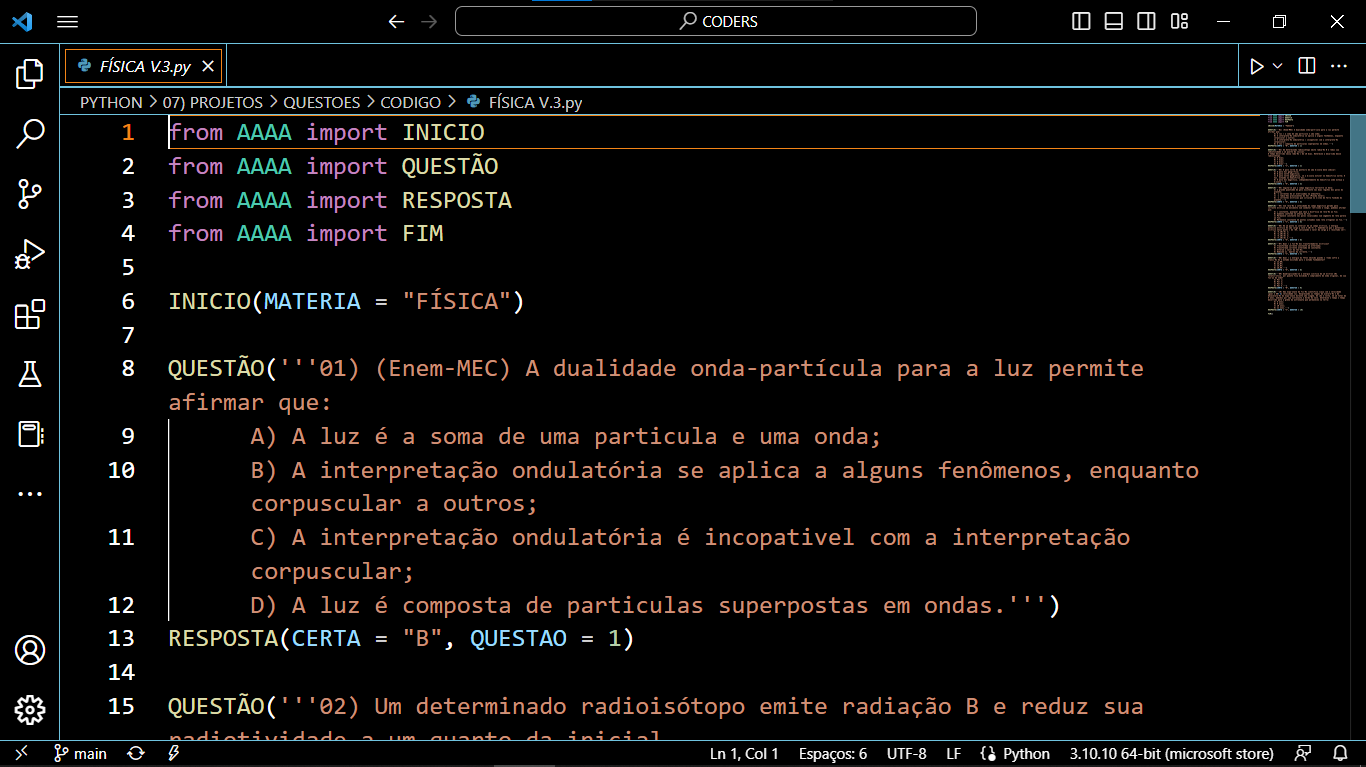 CODERS
FÍSICA V.3.py
PYTHON > 07) PROJETOS > QUESTOES > CODIGO > FÍSICA V.3.py
1 from AAAA import INICIO
2 from AAAA import QUESTÃO
3 from AAAA import RESPOSTA
4 from AAAA import FIM
5
6 INICIO(MATERIA = "FÍSICA")
7
8 QUESTÃO('''01) (Enem-MEC) A dualidade onda-partícula para a luz permite
afirmar que:
9 A) A luz é a soma de uma particula e uma onda;
10 B) A interpretação ondulatória se aplica a alguns fenômenos, enquanto
corpuscular a outros;
11 C) A interpretação ondulatória é incopativel com a interpretação
corpuscular;
12 D) A luz é composta de particulas superpostas em ondas.''')
13 RESPOSTA(CERTA = "B", QUESTAO = 1)
14
15 QUESTÃO('''02) Um determinado radioisótopo emite radiação B e reduz sua
radiotividade a um quarto da inicial
main
Ln 1, Col 1 Espaços: 6 UTF-8 LF Python 3.10.10 64-bit (microsoft store)